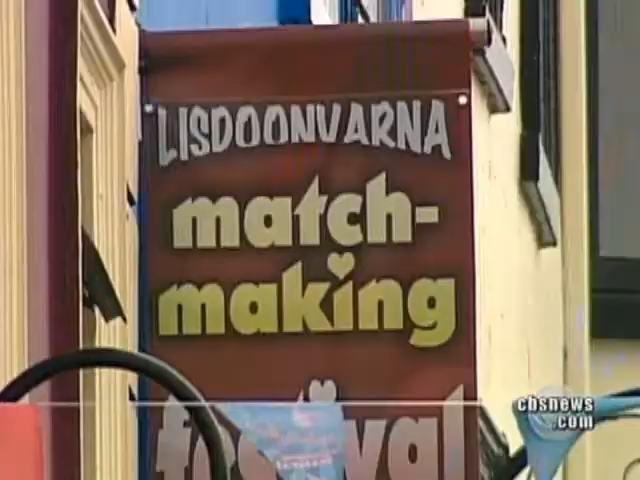 LISDOONVARNA
match-
making
festival
cbsnews
.com